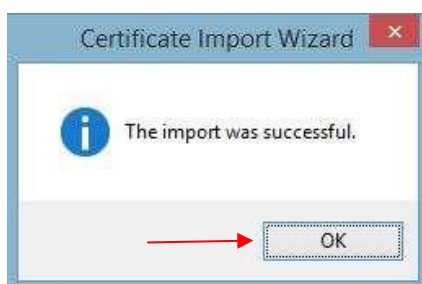 Certificate Import Wizard
The import was successful.
OK